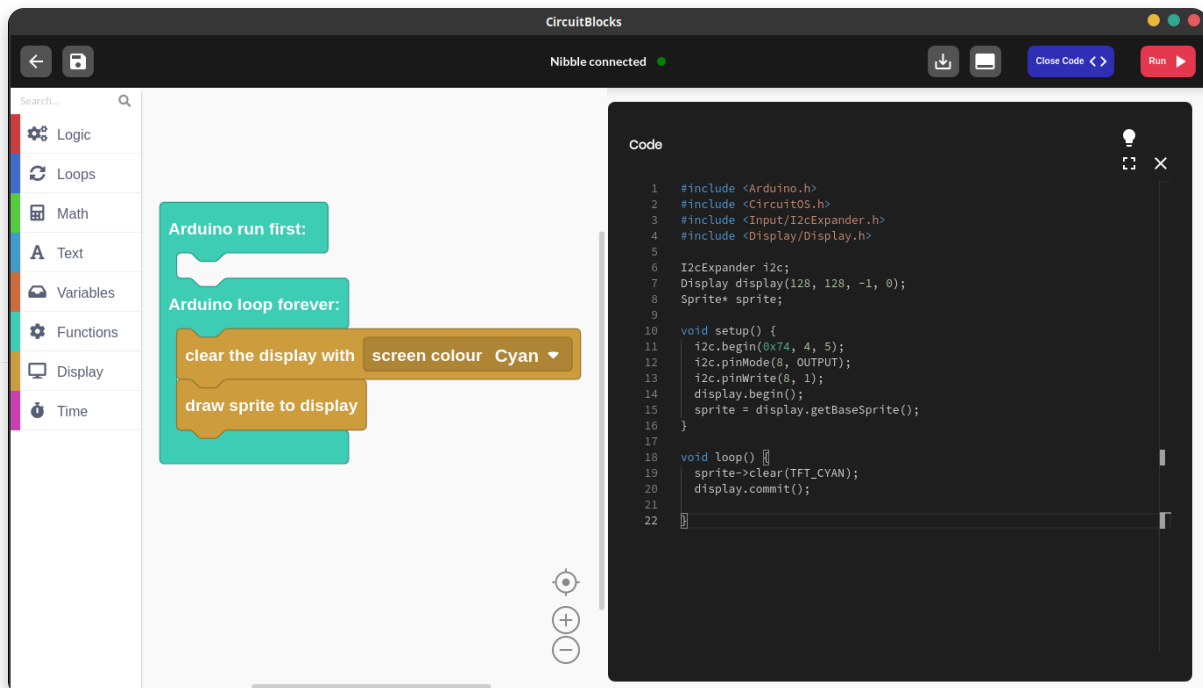 CircuitBlocks
Nibble connected
Close Code
Run
Search...
Logic
Loops
Math
Text
Variables
Functions
Display
Time
Arduino run first:
Arduino loop forever:
clear the display with screen colour Cyan
draw sprite to display
Code
1 #include <Arduino.h>
2 #include <CircuitOS.h>
3 #include <Input/I2cExpander.h>
4 #include <Display/Display.h>
5
6 I2cExpander i2c;
7 Display display(128, 128, -1, 0);
8 Sprite* sprite;
9
10 void setup() {
11 i2c.begin(0x74, 4, 5);
12 i2c.pinMode(8, OUTPUT);
13 i2c.pinWrite(8, 1);
14 display.begin();
15 sprite = display.getBaseSprite();
16 }
17
18 void loop() {
19 sprite->clear(TFT_CYAN);
20 display.commit();
21
22 }